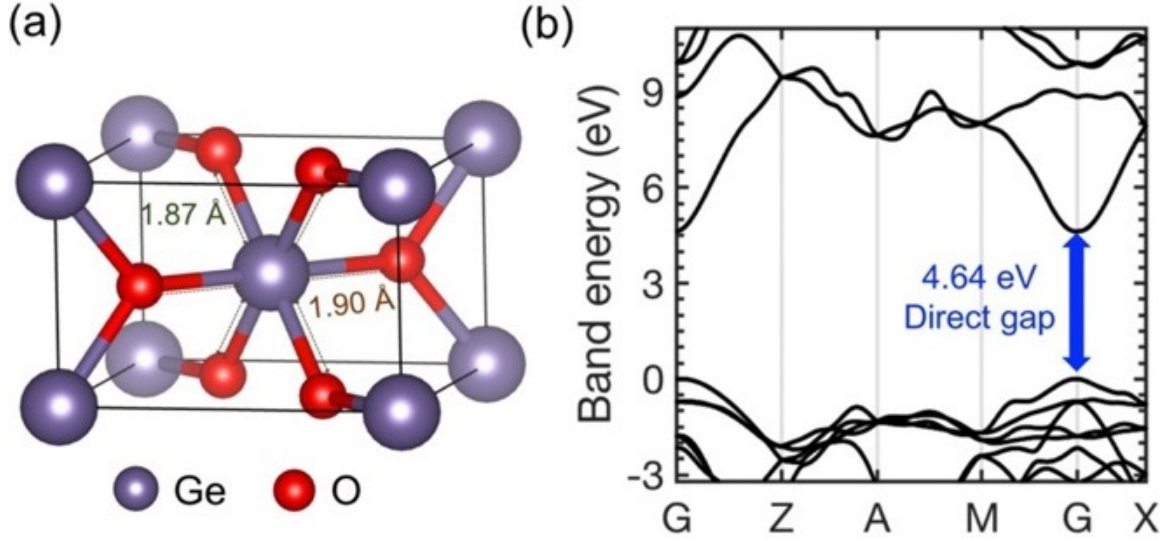 (a)
1.87 Å
1.90 Å
Ge
O
(b)
Band energy (eV)
9
6
3
0
-3
4.64 eV
Direct gap
G Z A M G X